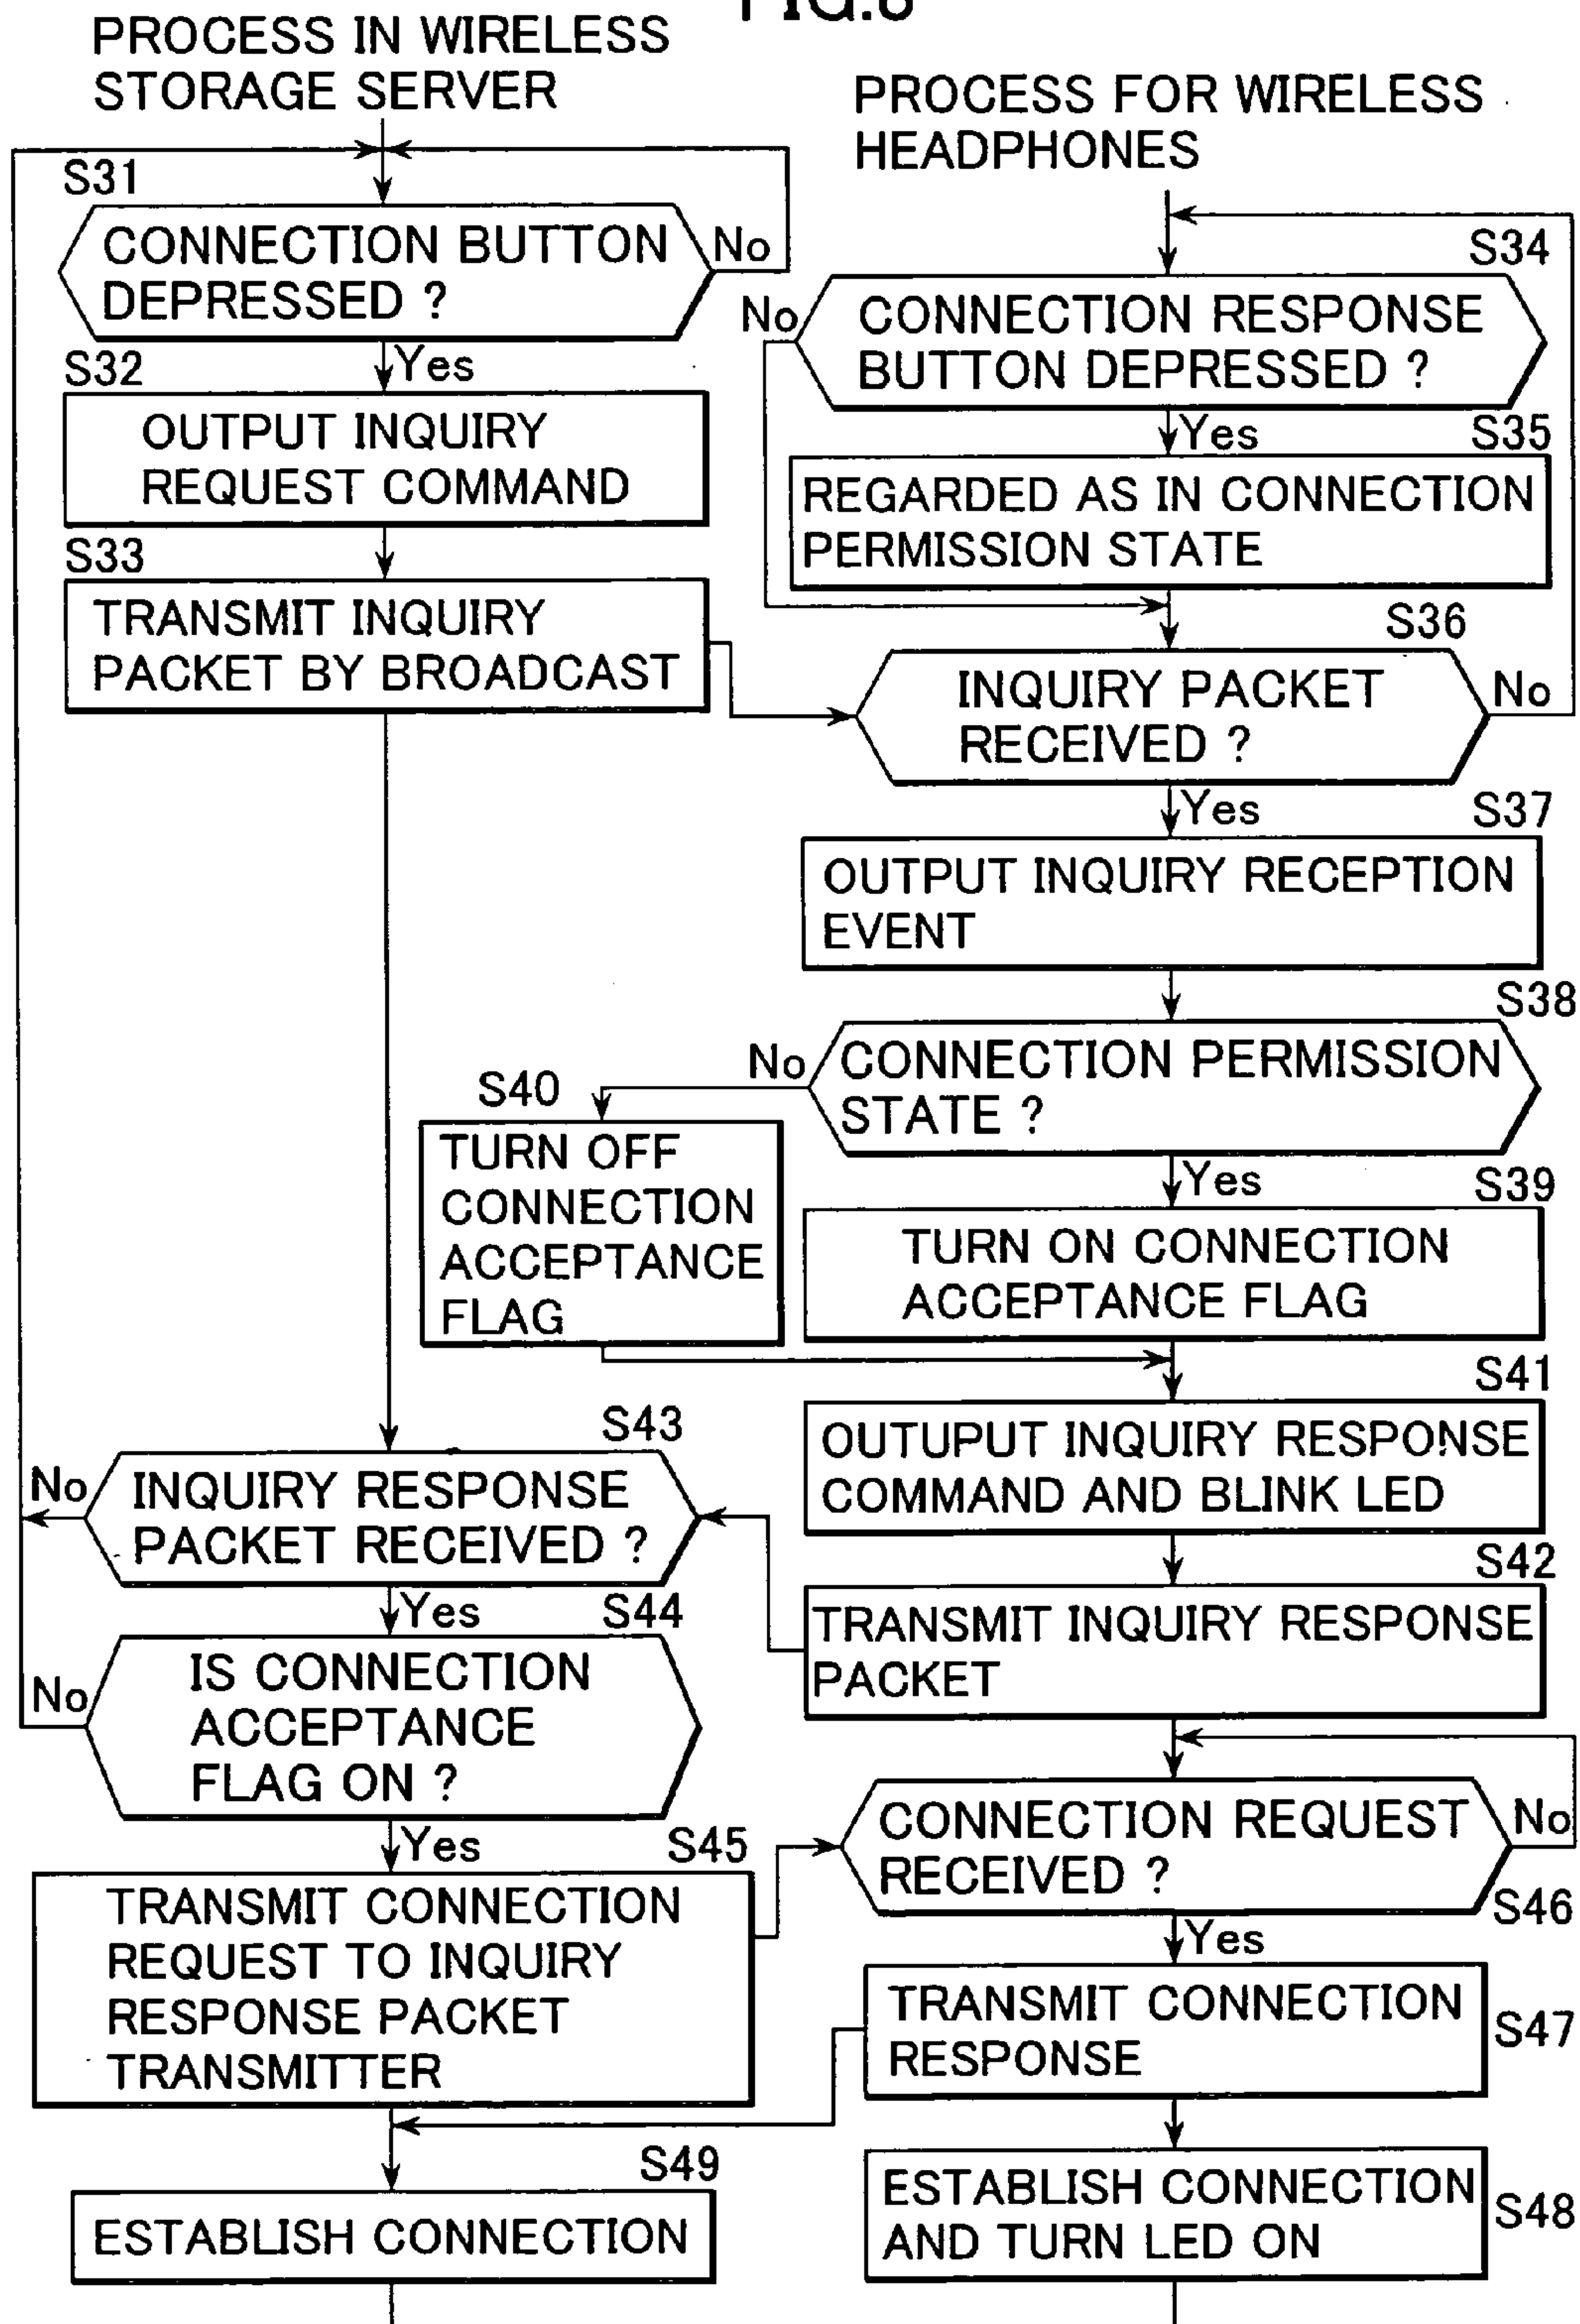 FIG.8
PROCESS IN WIRELESS
STORAGE SERVER
S31
CONNECTION BUTTON
DEPRESSED ?
No
Yes
S32
OUTPUT INQUIRY
REQUEST COMMAND
S33
TRANSMIT INQUIRY
PACKET BY BROADCAST
PROCESS FOR WIRELESS
HEADPHONES
S34
No
CONNECTION RESPONSE
BUTTON DEPRESSED ?
Yes
S35
REGARDED AS IN CONNECTION
PERMISSION STATE
S36
INQUIRY PACKET
RECEIVED ?
No
Yes
S37
OUTPUT INQUIRY RECEPTION
EVENT
S38
No
CONNECTION PERMISSION
STATE ?
S40
TURN OFF
CONNECTION
ACCEPTANCE
FLAG
Yes
S39
TURN ON CONNECTION
ACCEPTANCE FLAG
S41
OUTUPUT INQUIRY RESPONSE
COMMAND AND BLINK LED
S42
TRANSMIT INQUIRY RESPONSE
PACKET
S43
No
INQUIRY RESPONSE
PACKET RECEIVED ?
Yes
S44
No
IS CONNECTION
ACCEPTANCE
FLAG ON ?
Yes
S45
TRANSMIT CONNECTION
REQUEST TO INQUIRY
RESPONSE PACKET
TRANSMITTER
CONNECTION REQUEST
RECEIVED ?
No
S46
Yes
TRANSMIT CONNECTION
RESPONSE
S47
S49
ESTABLISH CONNECTION
ESTABLISH CONNECTION
AND TURN LED ON
S48